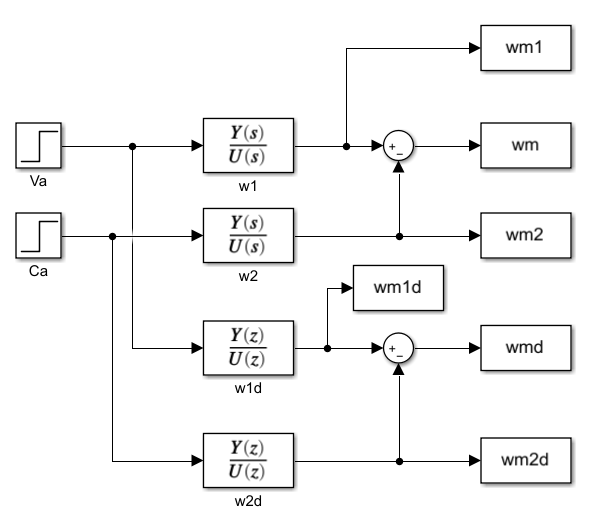 wm1
Va
Y(s)
U(s)
w1
+
−
wm
Ca
Y(s)
U(s)
w2
wm2
wm1d
Y(z)
U(z)
w1d
+
−
wmd
Y(z)
U(z)
w2d
wm2d